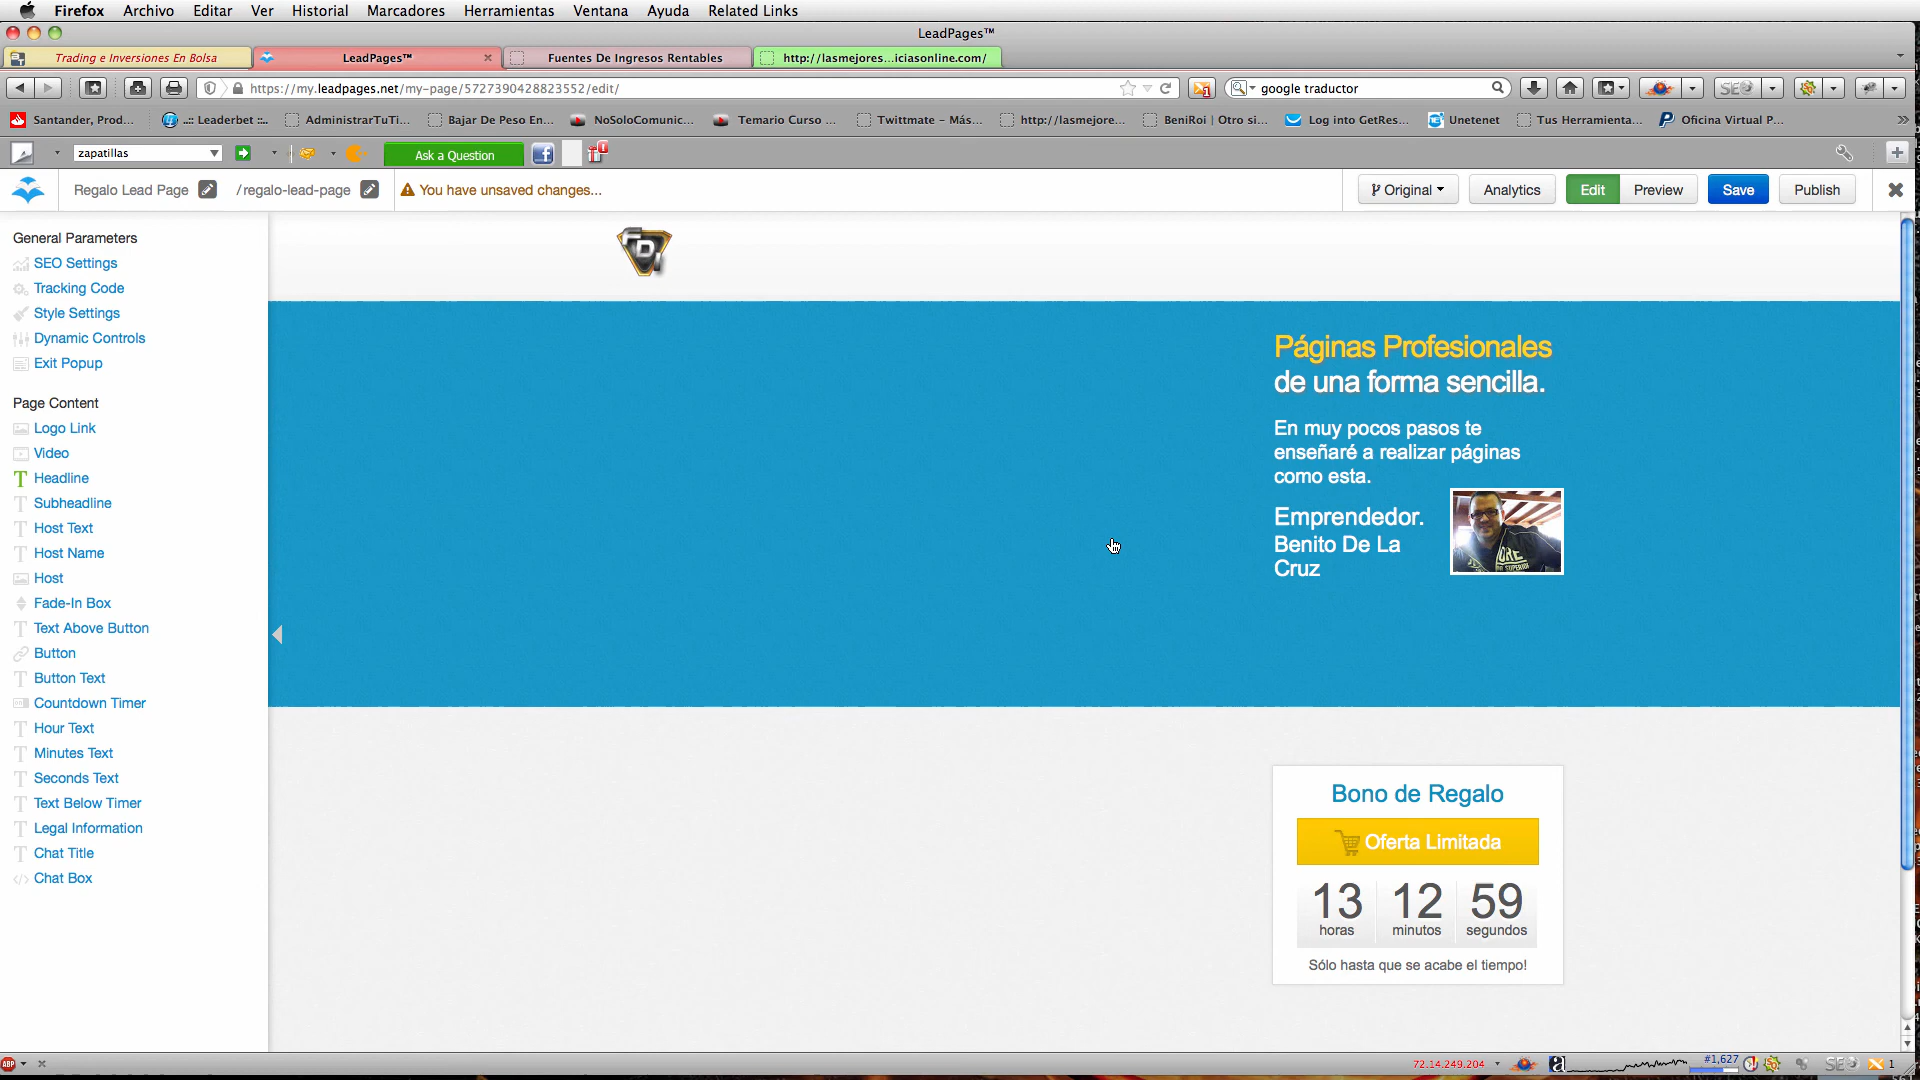 Firefox Archivo Editar Ver Historial Marcadores Herramientas Ventana Ayuda Related Links
LeadPages™
Trading e Inversiones En Bolsa
LeadPages™
Fuentes De Ingresos Rentables
http://lasmejores...iciasonline.com/
https://my.leadpages.net/my-page/5727390428823552/edit/
google traductor
Santander, Prod...
..:: Leaderbet ::..
AdministrarTuTi...
Bajar De Peso En...
NoSoloComunic...
Temario Curso ...
Twittmate – Más...
http://lasmejore...
BeniRoi | Otro si...
Log into GetRes...
Unetenet
Tus Herramienta...
Oficina Virtual P...
zapatillas
Ask a Question
Regalo Lead Page
/regalo-lead-page
You have unsaved changes...
Original
Analytics
Edit
Preview
Save
Publish
General Parameters
SEO Settings
Tracking Code
Style Settings
Dynamic Controls
Exit Popup
Page Content
Logo Link
Video
Headline
Subheadline
Host Text
Host Name
Host
Fade-In Box
Text Above Button
Button
Button Text
Countdown Timer
Hour Text
Minutes Text
Seconds Text
Text Below Timer
Legal Information
Chat Title
Chat Box
FDI
Páginas Profesionales
de una forma sencilla.
En muy pocos pasos te
enseñaré a realizar páginas
como esta.
Emprendedor.
Benito De La
Cruz
Bono de Regalo
Oferta Limitada
13 12 59
horas minutos segundos
Sólo hasta que se acabe el tiempo!
ABP
72.14.249.204
#1,627
1